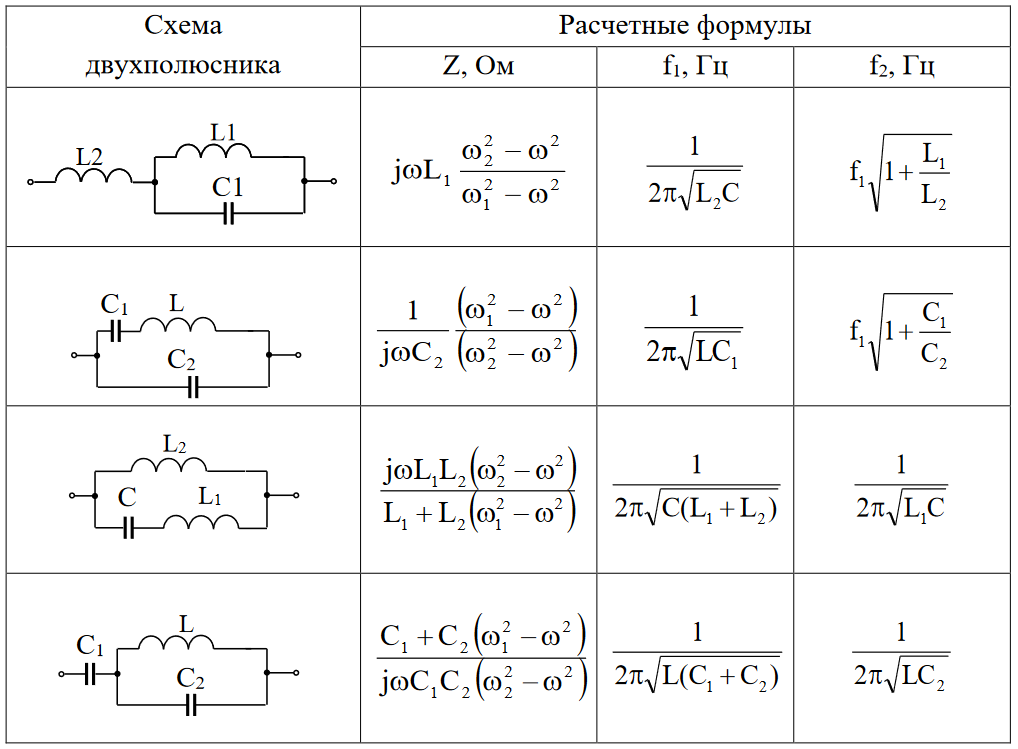 Схема
двухполюсника
Расчетные формулы
Z, Ом
f₁, Гц
f₂, Гц
L2
L1
C1
jωL₁ (ω₂² − ω²)/(ω₁² − ω²)
1/(2π√(L₂C))
f₁√(1 + L₁/L₂)
C₁
L
C₂
1/(jωC₂) (ω₁² − ω²)/(ω₂² − ω²)
1/(2π√(LC₁))
f₁√(1 + C₁/C₂)
L₂
C
L₁
jωL₁L₂(ω₂² − ω²)/L₁ + L₂(ω₁² − ω²)
1/(2π√(C(L₁ + L₂)))
1/(2π√(L₁C))
C₁
L
C₂
C₁ + C₂(ω₁² − ω²)/jωC₁C₂(ω₂² − ω²)
1/(2π√(L(C₁ + C₂)))
1/(2π√(LC₂))